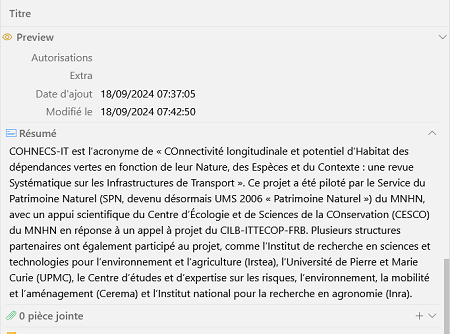 Titre
Preview
Autorisations
Extra
Date d'ajout 18/09/2024 07:37:05
Modifié le 18/09/2024 07:42:50
Résumé
COHNECS-IT est l'acronyme de « COnnectivité longitudinale et potentiel d'Habitat des
dépendances vertes en fonction de leur Nature, des Espèces et du Contexte : une revue
Systématique sur les Infrastructures de Transport ». Ce projet a été piloté par le Service du
Patrimoine Naturel (SPN, devenu désormais UMS 2006 « Patrimoine Naturel ») du MNHN,
avec un appui scientifique du Centre d'Écologie et de Sciences de la COnservation (CESCO)
du MNHN en réponse à un appel à projet du CILB-ITTECOP-FRB. Plusieurs structures
partenaires ont également participé au projet, comme l'Institut de recherche en sciences et
technologies pour l'environnement et l'agriculture (Irstea), l'Université de Pierre et Marie
Curie (UPMC), le Centre d'études et d'expertise sur les risques, l'environnement, la mobilité
et l'aménagement (Cerema) et l'Institut national pour la recherche en agronomie (Inra).
0 pièce jointe